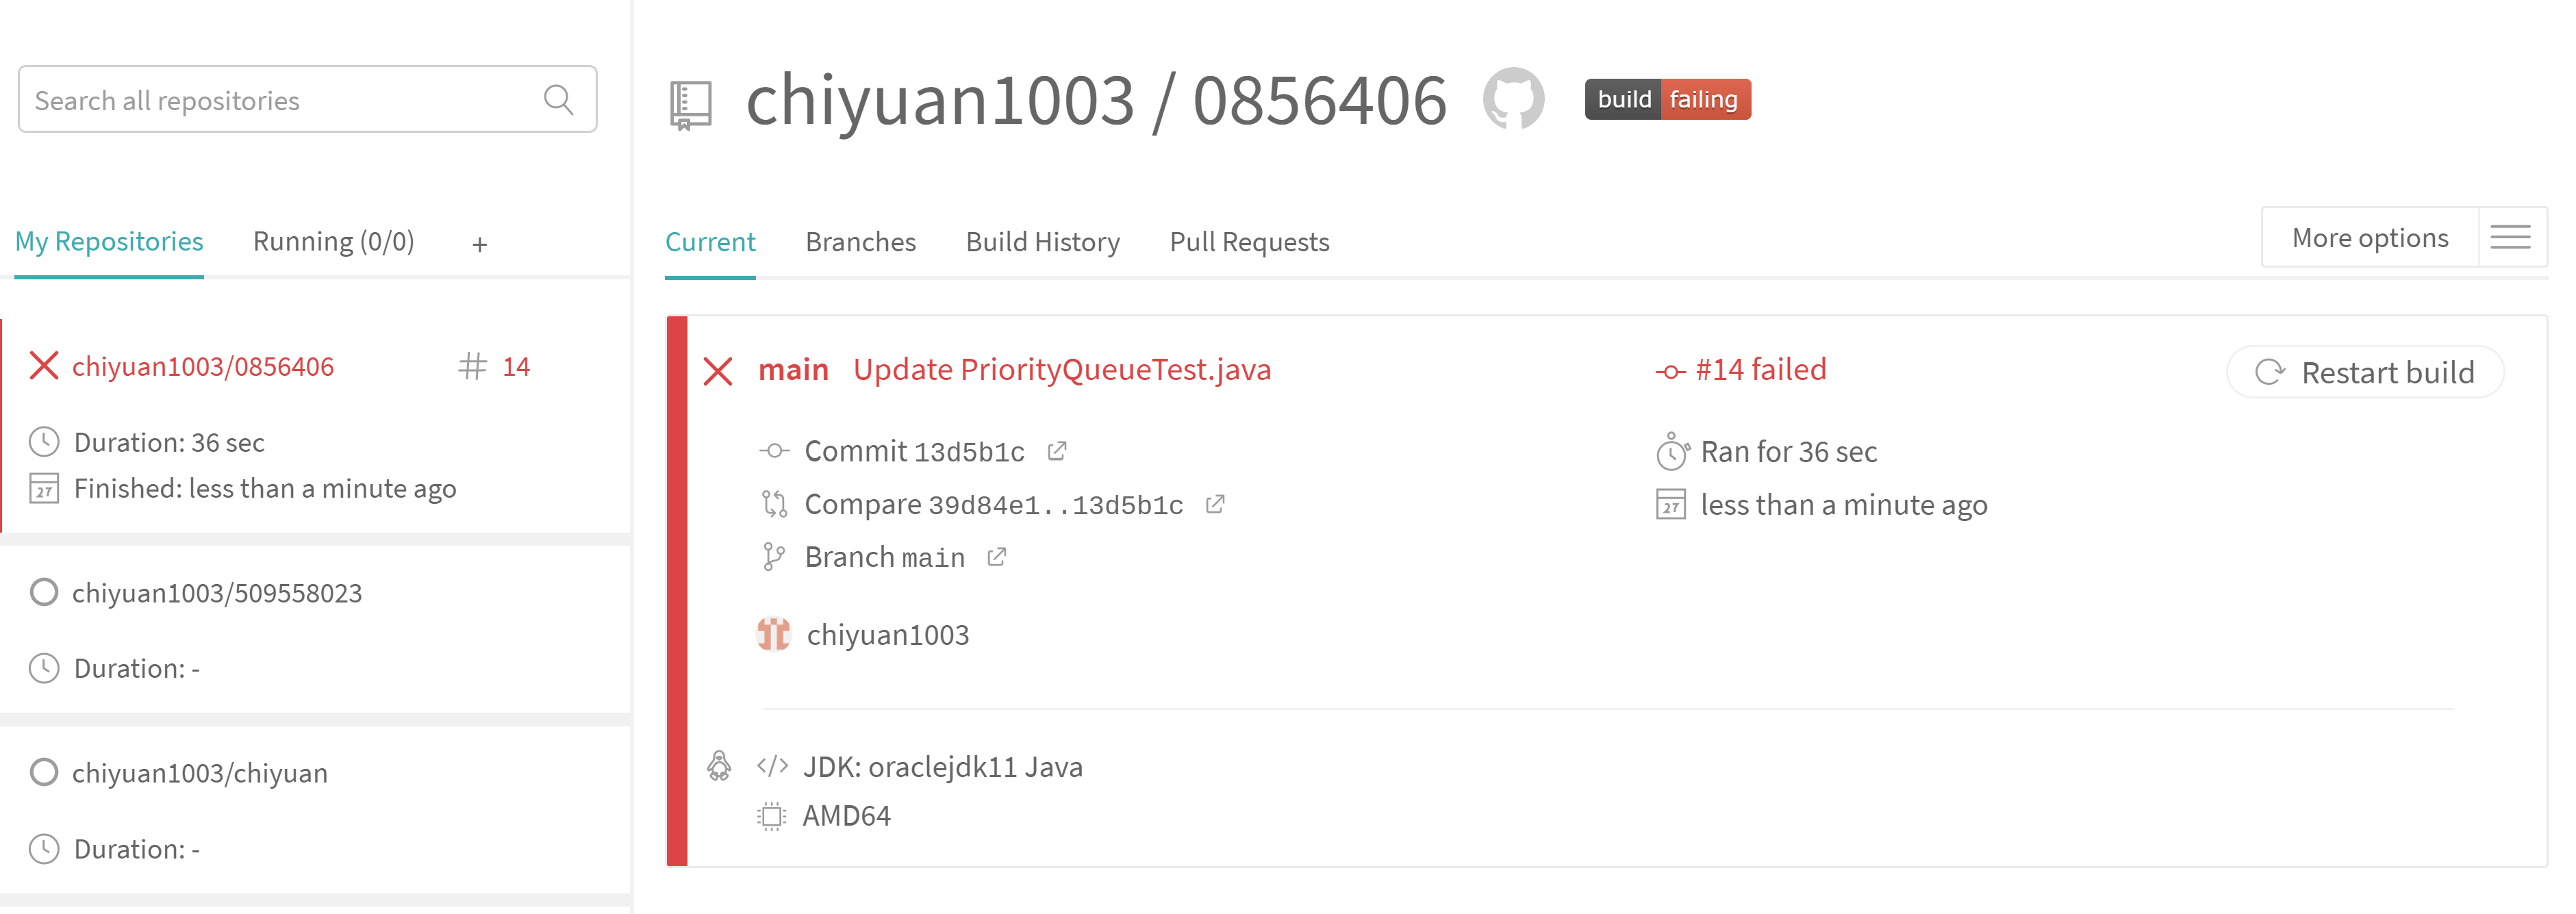 Search all repositories
My Repositories Running (0/0) +
chiyuan1003/0856406 # 14
Duration: 36 sec
27 Finished: less than a minute ago
chiyuan1003/509558023
Duration: -
chiyuan1003/chiyuan
Duration: -
chiyuan1003 / 0856406 build failing
Current Branches Build History Pull Requests More options
main Update PriorityQueueTest.java #14 failed Restart build
Commit 13d5b1c Ran for 36 sec
Compare 39d84e1..13d5b1c 27 less than a minute ago
Branch main
chiyuan1003
</> JDK: oraclejdk11 Java
AMD64